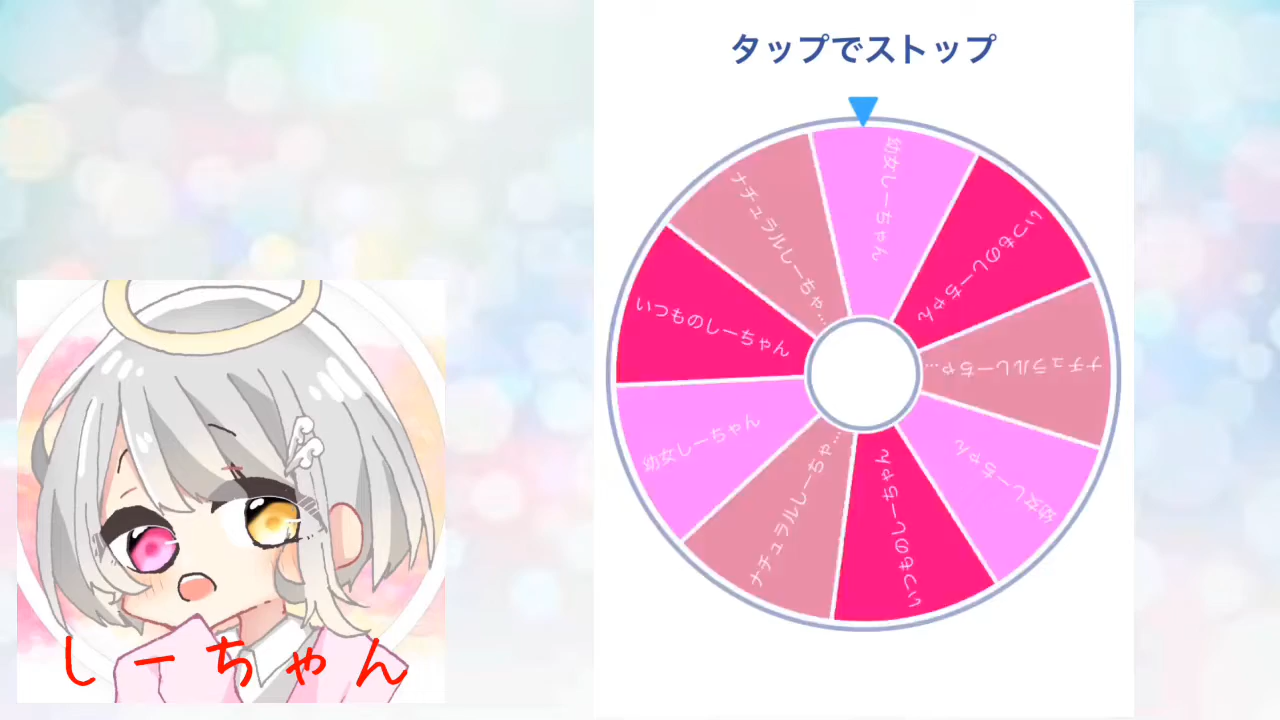 タップでストップ
幼女しーちゃん
いつものしーちゃん
ナチュラルしーちゃ…
幼女しーちゃん
いつものしーちゃん
ナチュラルしーちゃ…
幼女しーちゃん
いつものしーちゃん
ナチュラルしーちゃ…
しーちゃん